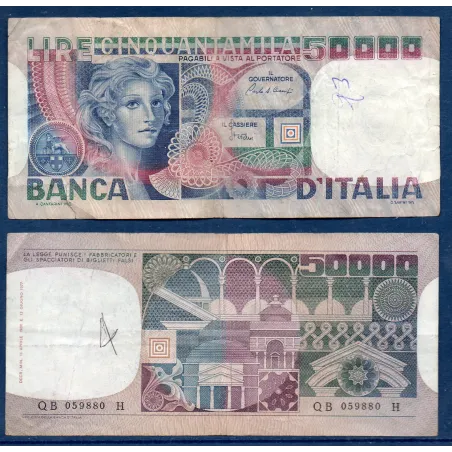 LIRE CINQUANTAMILA 50000
PAGABILI A VISTA AL PORTATORE
IL GOVERNATORE
IL CASSIERE
BANCA D'ITALIA
23
LA LEGGE PUNISCE I FABBRICATORI E
GLI SPACCIATORI DI BIGLIETTI FALSI
50000
QB 059880 H
QB 059880 H